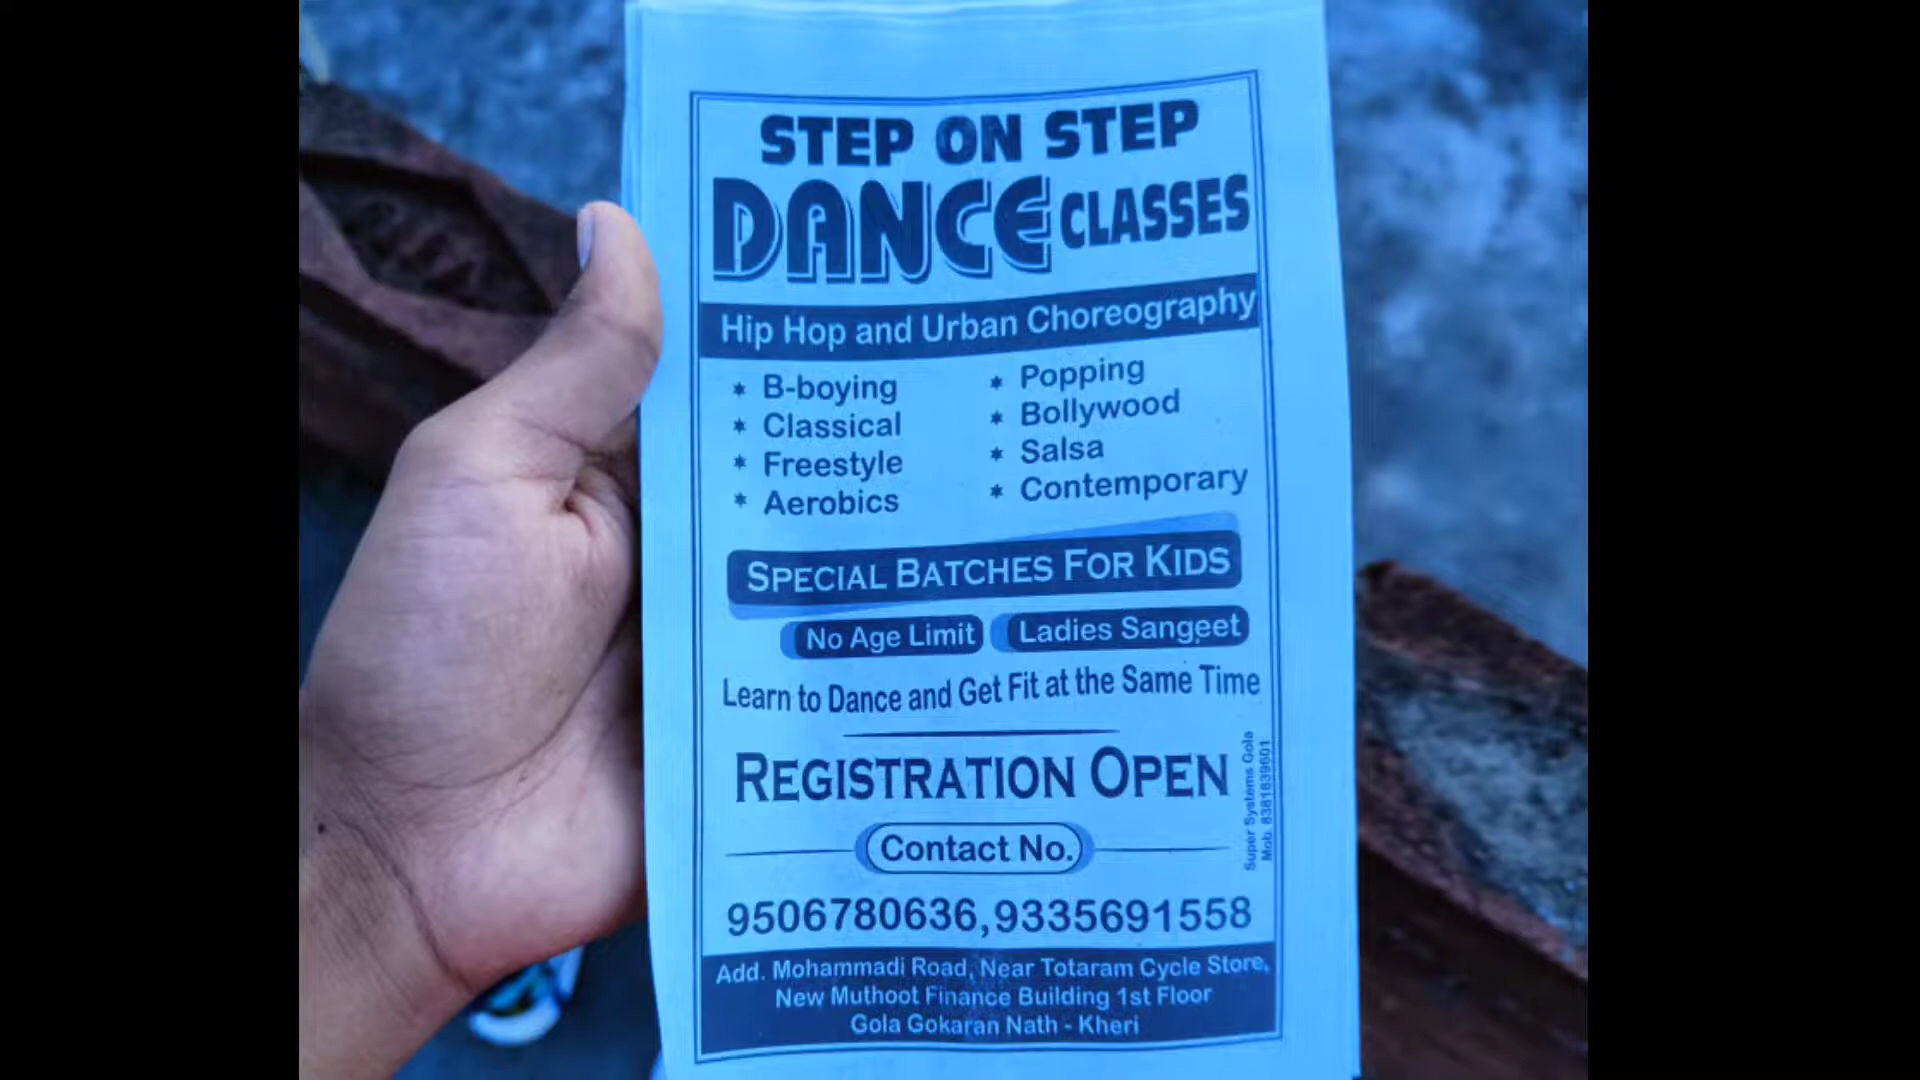 STEP ON STEP
DANCE CLASSES
Hip Hop and Urban Choreography
* B-boying
* Classical
* Freestyle
* Aerobics
* Popping
* Bollywood
* Salsa
* Contemporary
SPECIAL BATCHES FOR KIDS
No Age Limit
Ladies Sangeet
Learn to Dance and Get Fit at the Same Time
REGISTRATION OPEN
Contact No.
9506780636,9335691558
Add. Mohammadi Road, Near Totaram Cycle Store,
New Muthoot Finance Building 1st Floor
Gola Gokaran Nath - Kheri
Super Systems Gola
Mob. 8381839601